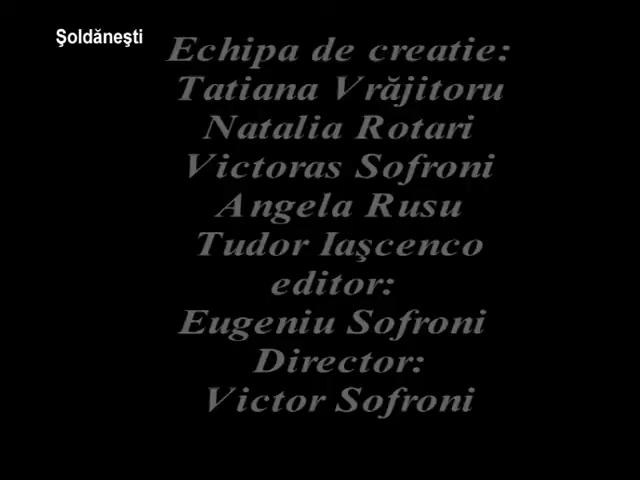 Şoldăneşti
Echipa de creatie:
Tatiana Vrăjitoru
Natalia Rotari
Victoras Sofroni
Angela Rusu
Tudor Iaşcenco
editor:
Eugeniu Sofroni
Director:
Victor Sofroni